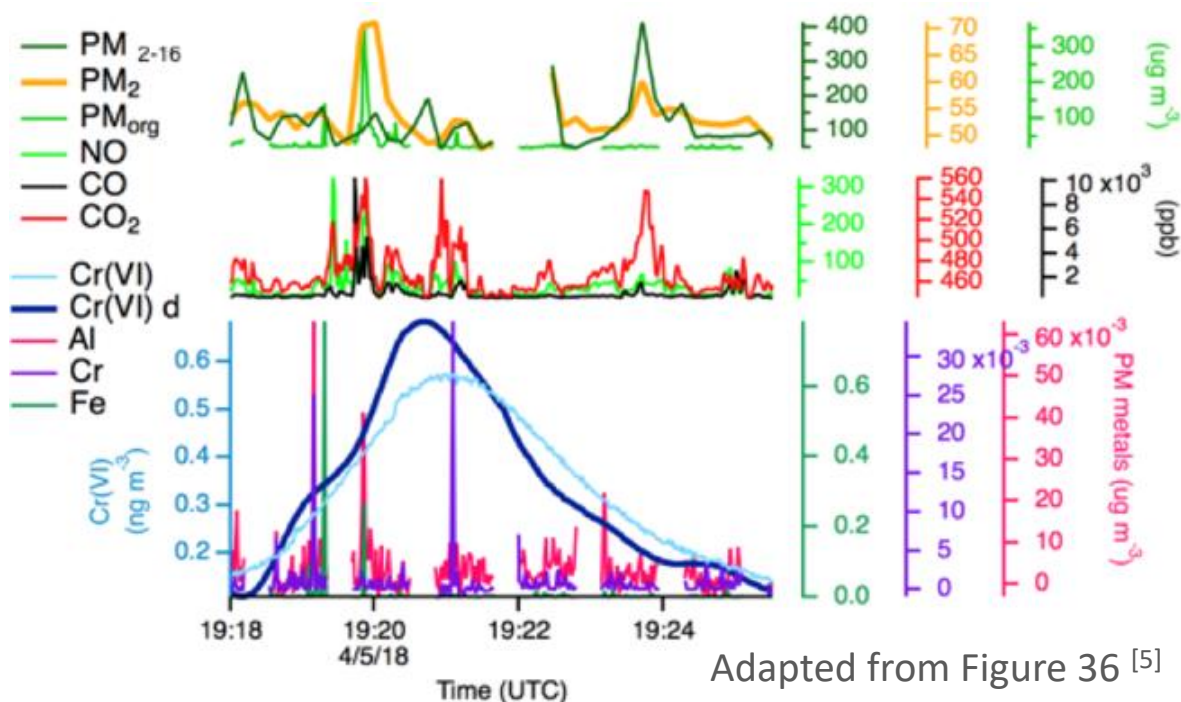 PM 2-16
PM2
PMorg
NO
CO
CO2
Cr(VI)
Cr(VI) d
Al
Cr
Fe
400
300
200
100
70
65
60
55
50
300
200
100
(ug m-3)
300
200
100
560
540
520
500
480
460
10 x10³
8
6
4
2
(ppb)
0.6
0.5
0.4
0.3
0.2
Cr(VI)
(ng m-3)
0.6
0.4
0.2
0.0
30 x10-3
25
20
15
10
5
0
60 x10-3
50
40
30
20
10
0
PM metals (ug m-3)
19:18
19:20
19:22
19:24
4/5/18
Time (UTC)
Adapted from Figure 36 [5]